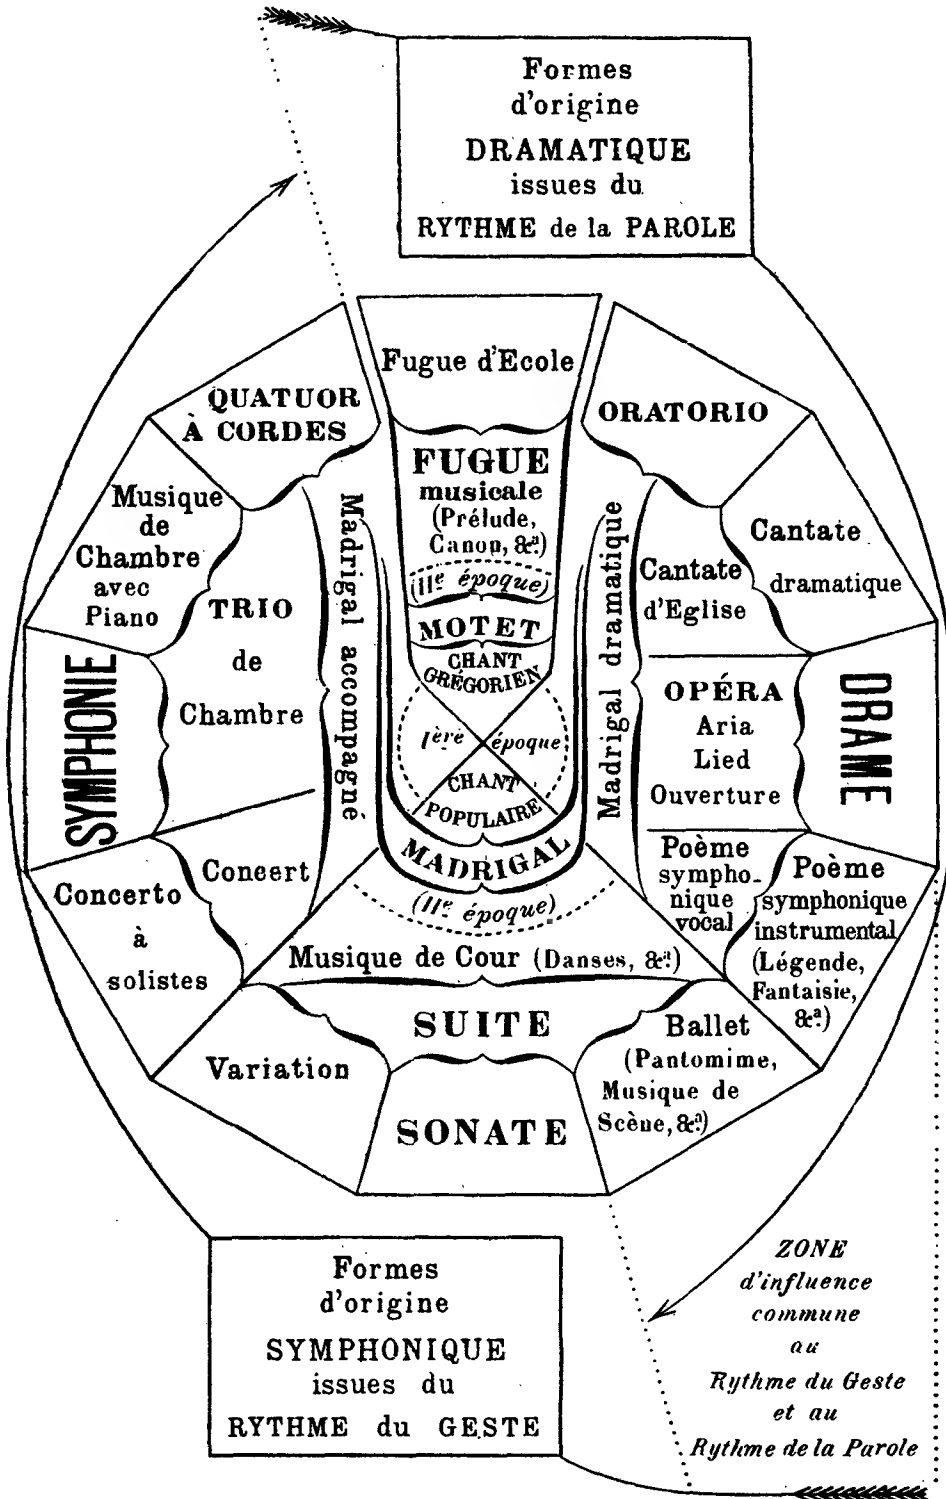 Formes
d'origine
DRAMATIQUE
issues du
RYTHME de la PAROLE
Fugue d'Ecole
QUATUOR
À CORDES
ORATORIO
FUGUE
musicale
(Prélude,
Canon, &a)
(IIe époque)
MOTET
CHANT
GRÉGORIEN
Ière époque
CHANT
POPULAIRE
MADRIGAL
(IIe époque)
Madrigal accompagné
Madrigal dramatique
Musique
de
Chambre
avec
Piano
TRIO
de
Chambre
SYMPHONIE
Concert
Concerto
à
solistes
Cantate
d'Eglise
Cantate
dramatique
OPÉRA
Aria
Lied
Ouverture
DRAME
Poème
sympho-
nique
vocal
Poème
symphonique
instrumental
(Légende,
Fantaisie,
&a.)
Musique de Cour (Danses, &a.)
SUITE
Variation
Ballet
(Pantomime,
Musique de
Scène, &a.)
SONATE
Formes
d'origine
SYMPHONIQUE
issues du
RYTHME du GESTE
ZONE
d'influence
commune
au
Rythme du Geste
et au
Rythme de la Parole